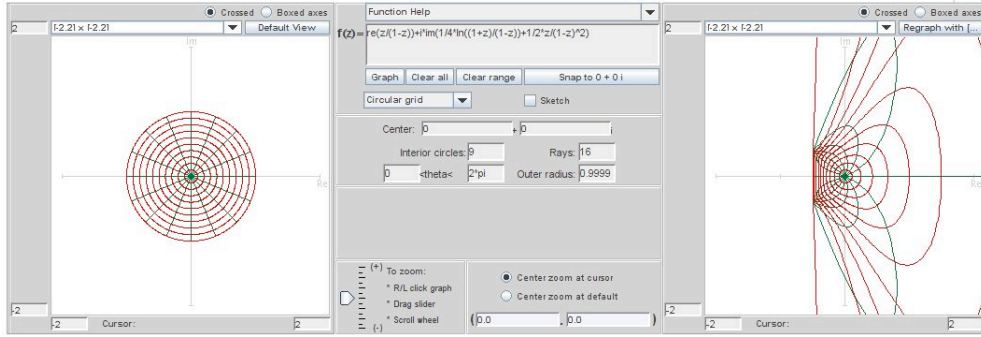 Crossed Boxed axes
2 [-2.2] x [-2.2] Default View
Im
Re
-2
-2 Cursor: 2
Function Help
f(z)= re(z/(1-z))+i*im(1/4*ln((1+z)/(1-z))+1/2*z/(1-z)^2)
Graph Clear all Clear range Snap to 0 + 0 i
Circular grid Sketch
Center: 0 + 0 i
Interior circles: 9 Rays: 16
0 <theta< 2*pi Outer radius: 0.9999
(+) To zoom:
* R/L click graph
* Drag slider
* Scroll wheel
(-)
Center zoom at cursor
Center zoom at default
( 0.0 , 0.0 )
Crossed Boxed axes
2 [-2.2] x [-2.2] Regraph with [...
Im
Re
-2
-2 Cursor: 2